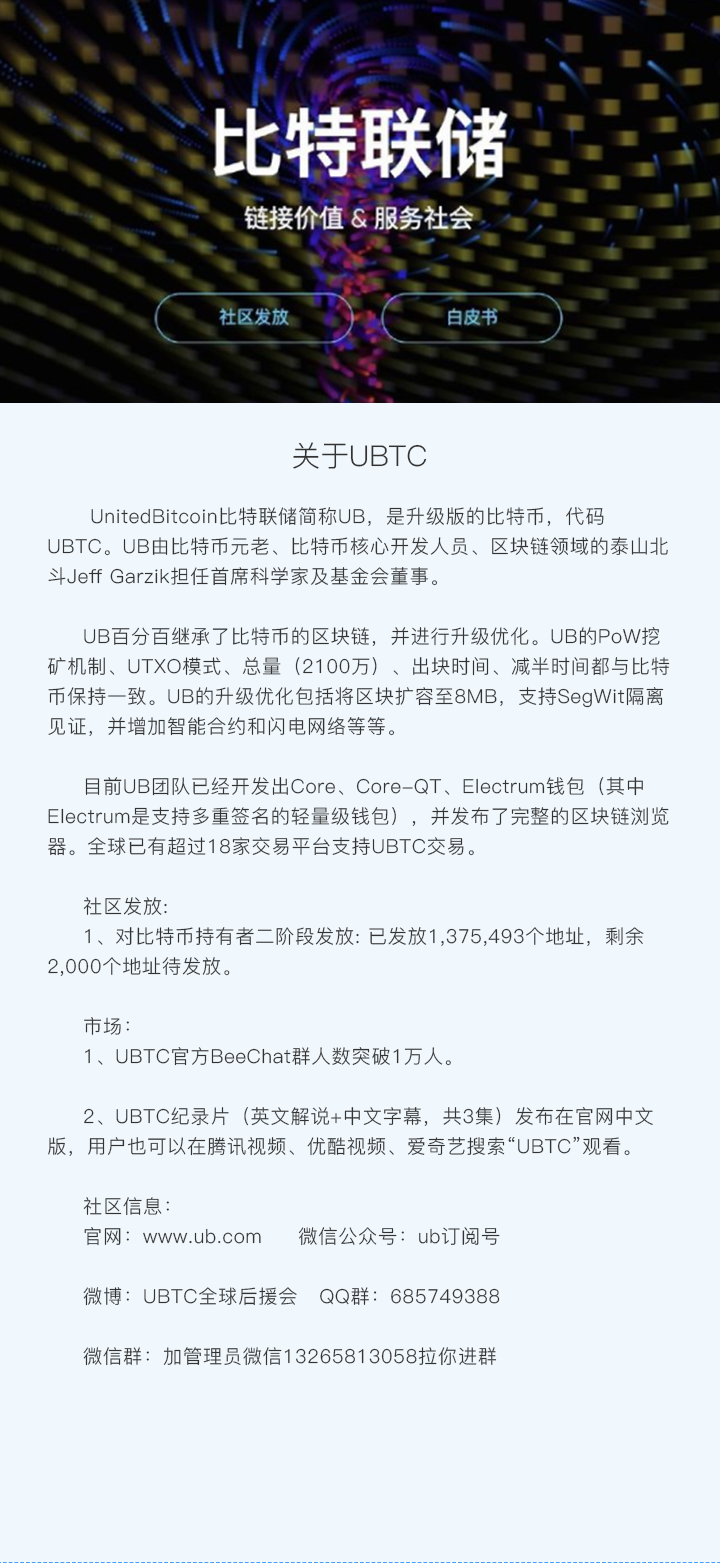 比特联储
链接价值 & 服务社会
社区发放
白皮书
关于UBTC
UnitedBitcoin比特联储简称UB，是升级版的比特币，代码
UBTC。UB由比特币元老、比特币核心开发人员、区块链领域的泰山北
斗Jeff Garzik担任首席科学家及基金会董事。
UB百分百继承了比特币的区块链，并进行升级优化。UB的PoW挖
矿机制、UTXO模式、总量（2100万）、出块时间、减半时间都与比特
币保持一致。UB的升级优化包括将区块扩容至8MB，支持SegWit隔离
见证，并增加智能合约和闪电网络等等。
目前UB团队已经开发出Core、Core-QT、Electrum钱包（其中
Electrum是支持多重签名的轻量级钱包），并发布了完整的区块链浏览
器。全球已有超过18家交易平台支持UBTC交易。
社区发放:
1、对比特币持有者二阶段发放: 已发放1,375,493个地址，剩余
2,000个地址待发放。
市场：
1、UBTC官方BeeChat群人数突破1万人。
2、UBTC纪录片（英文解说+中文字幕，共3集）发布在官网中文
版，用户也可以在腾讯视频、优酷视频、爱奇艺搜索“UBTC”观看。
社区信息：
官网：www.ub.com 微信公众号：ub订阅号
微博：UBTC全球后援会 QQ群：685749388
微信群：加管理员微信13265813058拉你进群